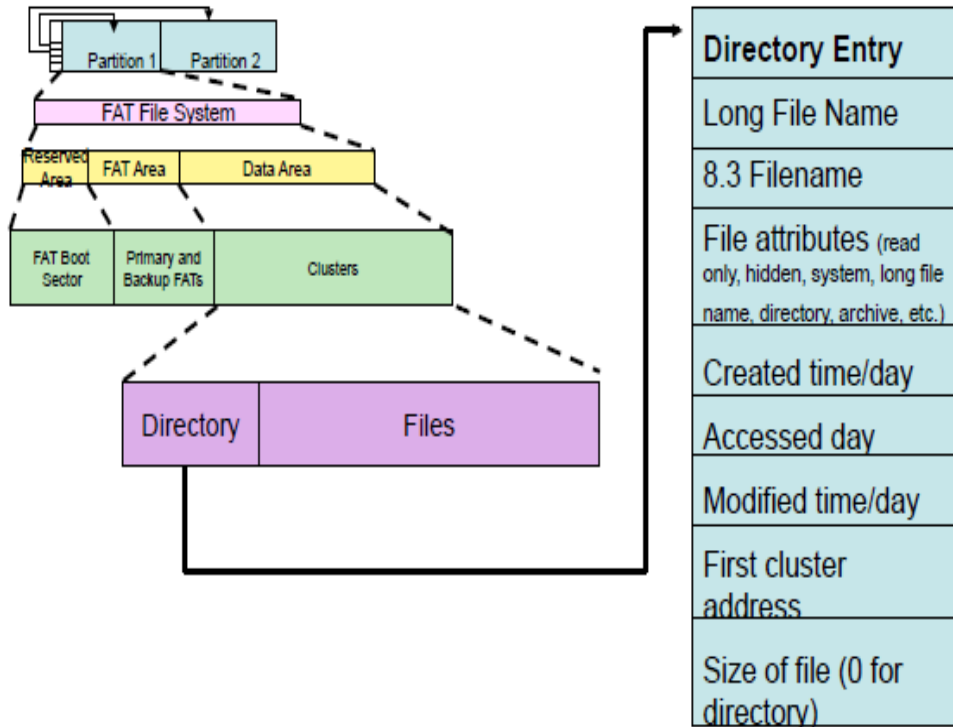 Partition 1
Partition 2
FAT File System
Reserved
Area
FAT Area
Data Area
FAT Boot
Sector
Primary and
Backup FATs
Clusters
Directory
Files
Directory Entry
Long File Name
8.3 Filename
File attributes (read
only, hidden, system, long file
name, directory, archive, etc.)
Created time/day
Accessed day
Modified time/day
First cluster
address
Size of file (0 for
directory)